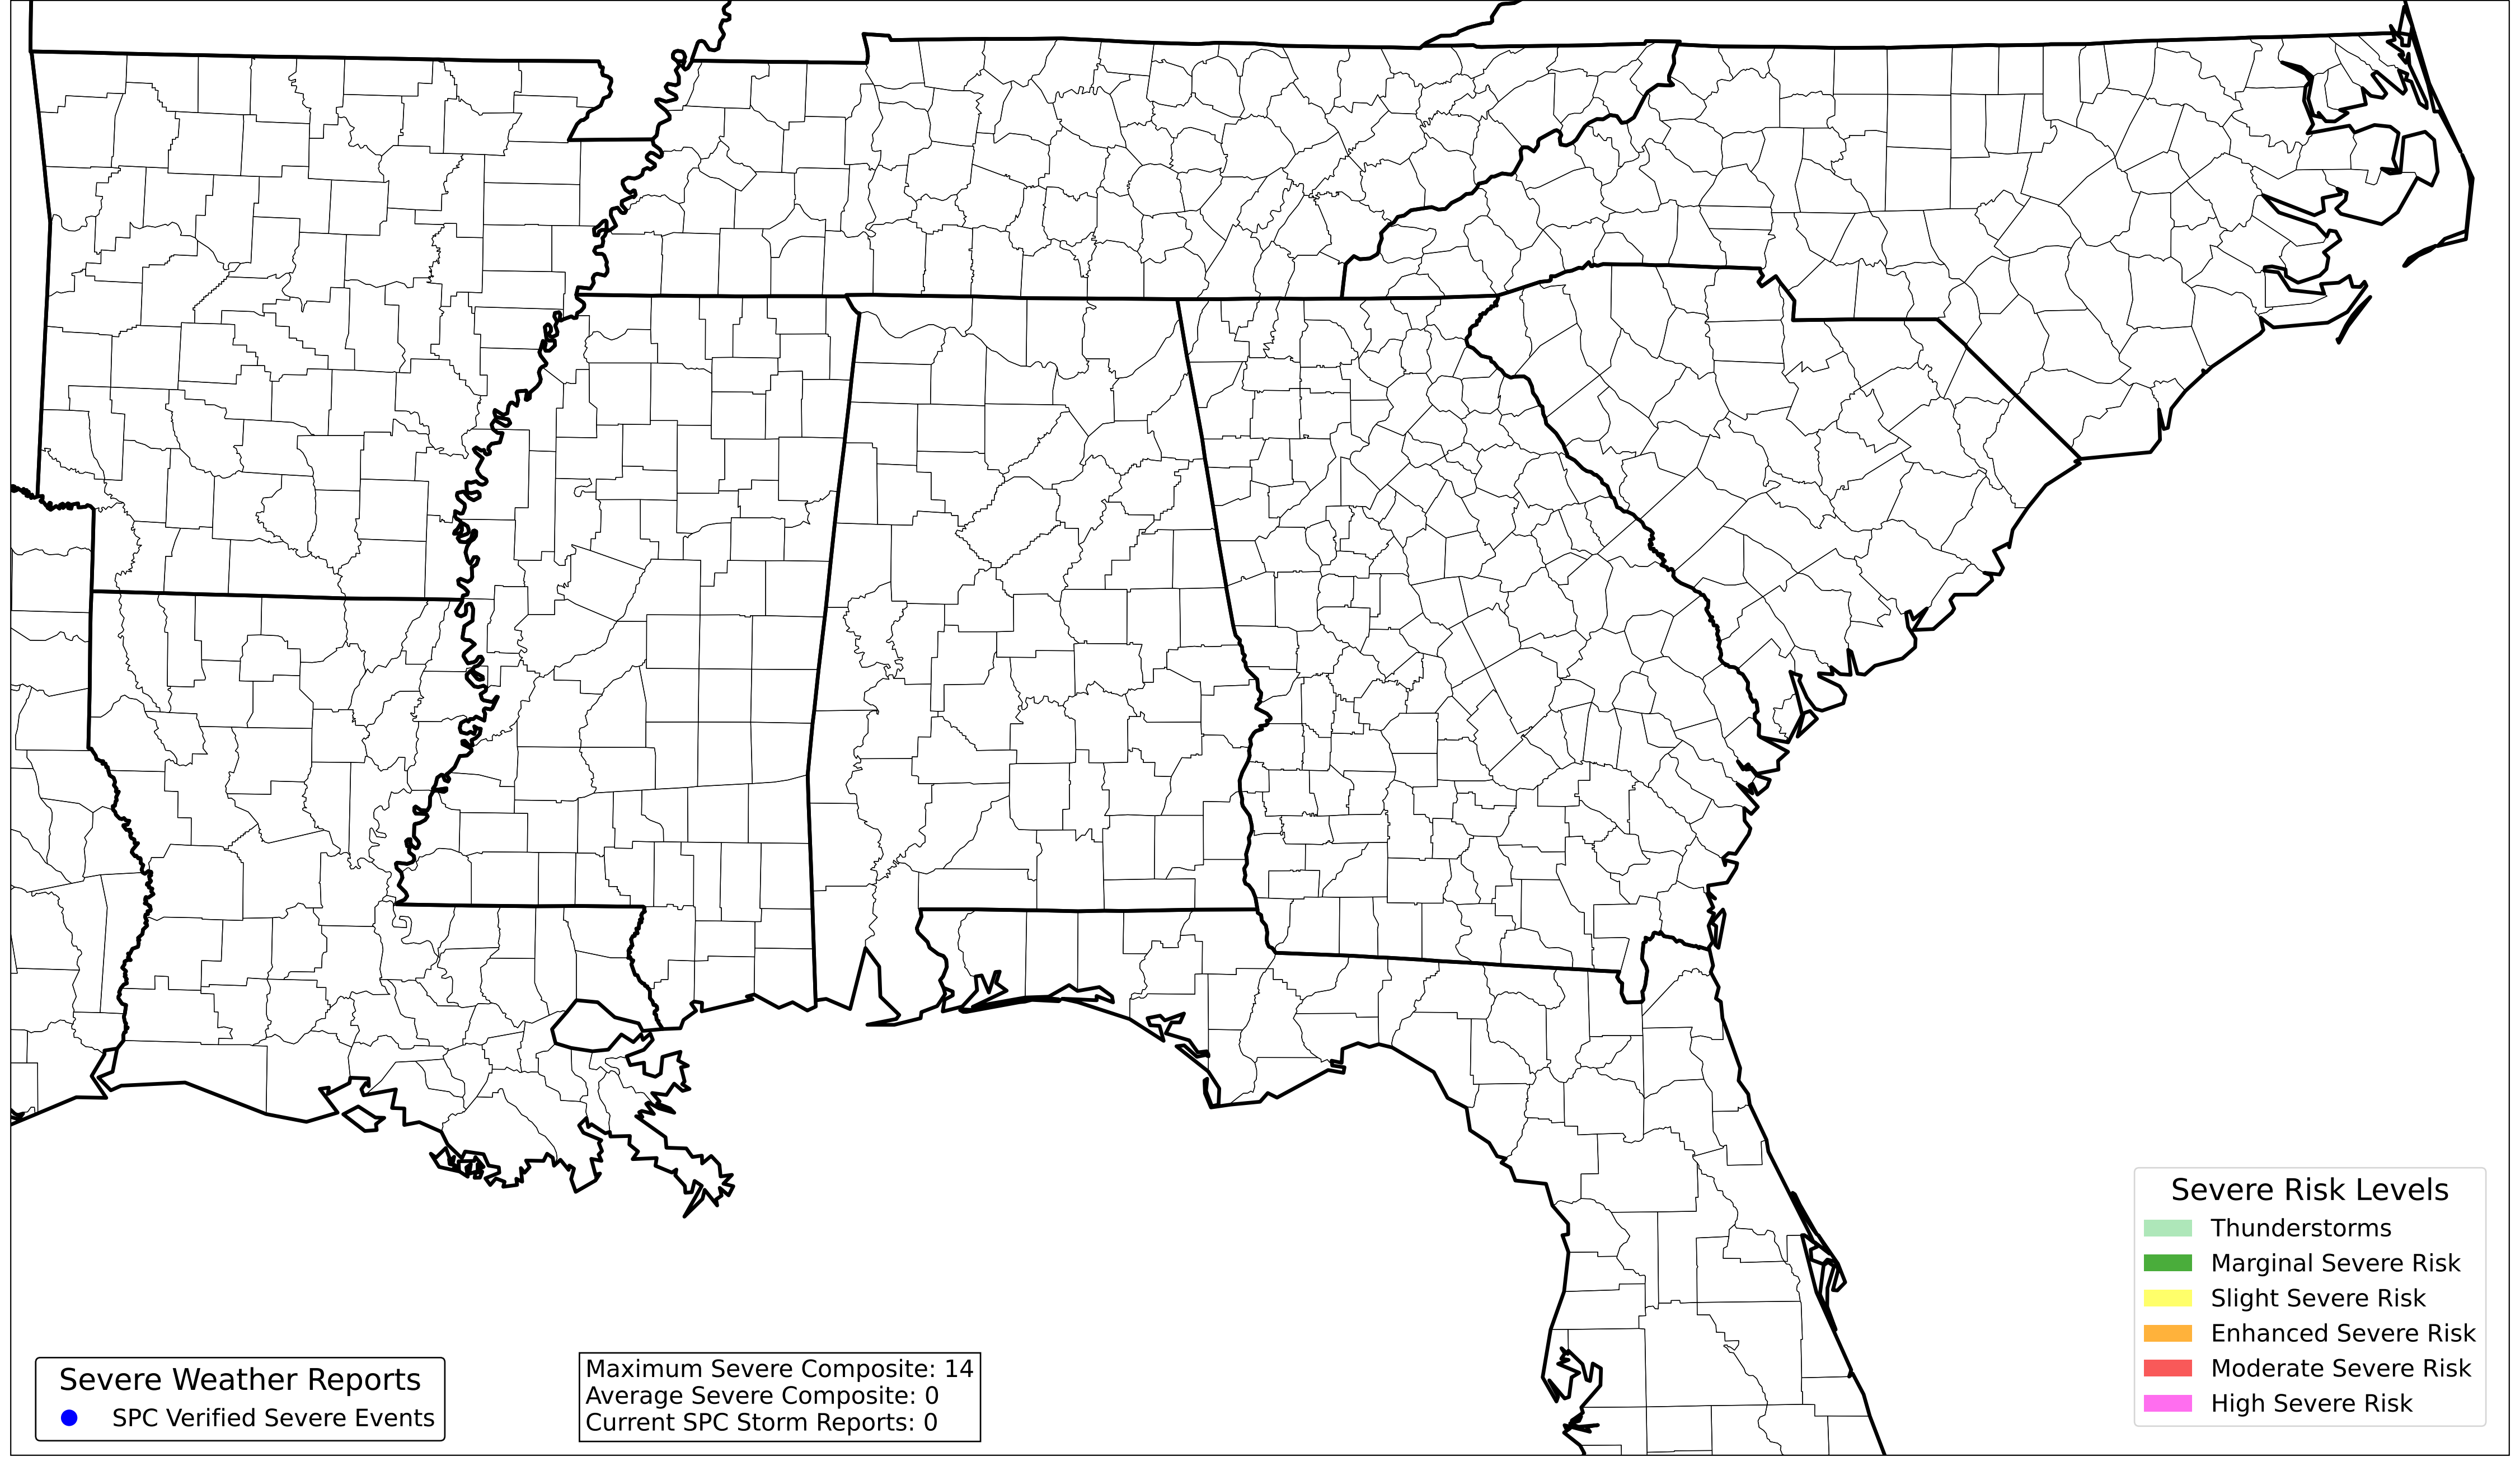 Severe Risk Levels
Thunderstorms
Marginal Severe Risk
Slight Severe Risk
Enhanced Severe Risk
Moderate Severe Risk
High Severe Risk
Severe Weather Reports
SPC Verified Severe Events
Maximum Severe Composite: 14
Average Severe Composite: 0
Current SPC Storm Reports: 0